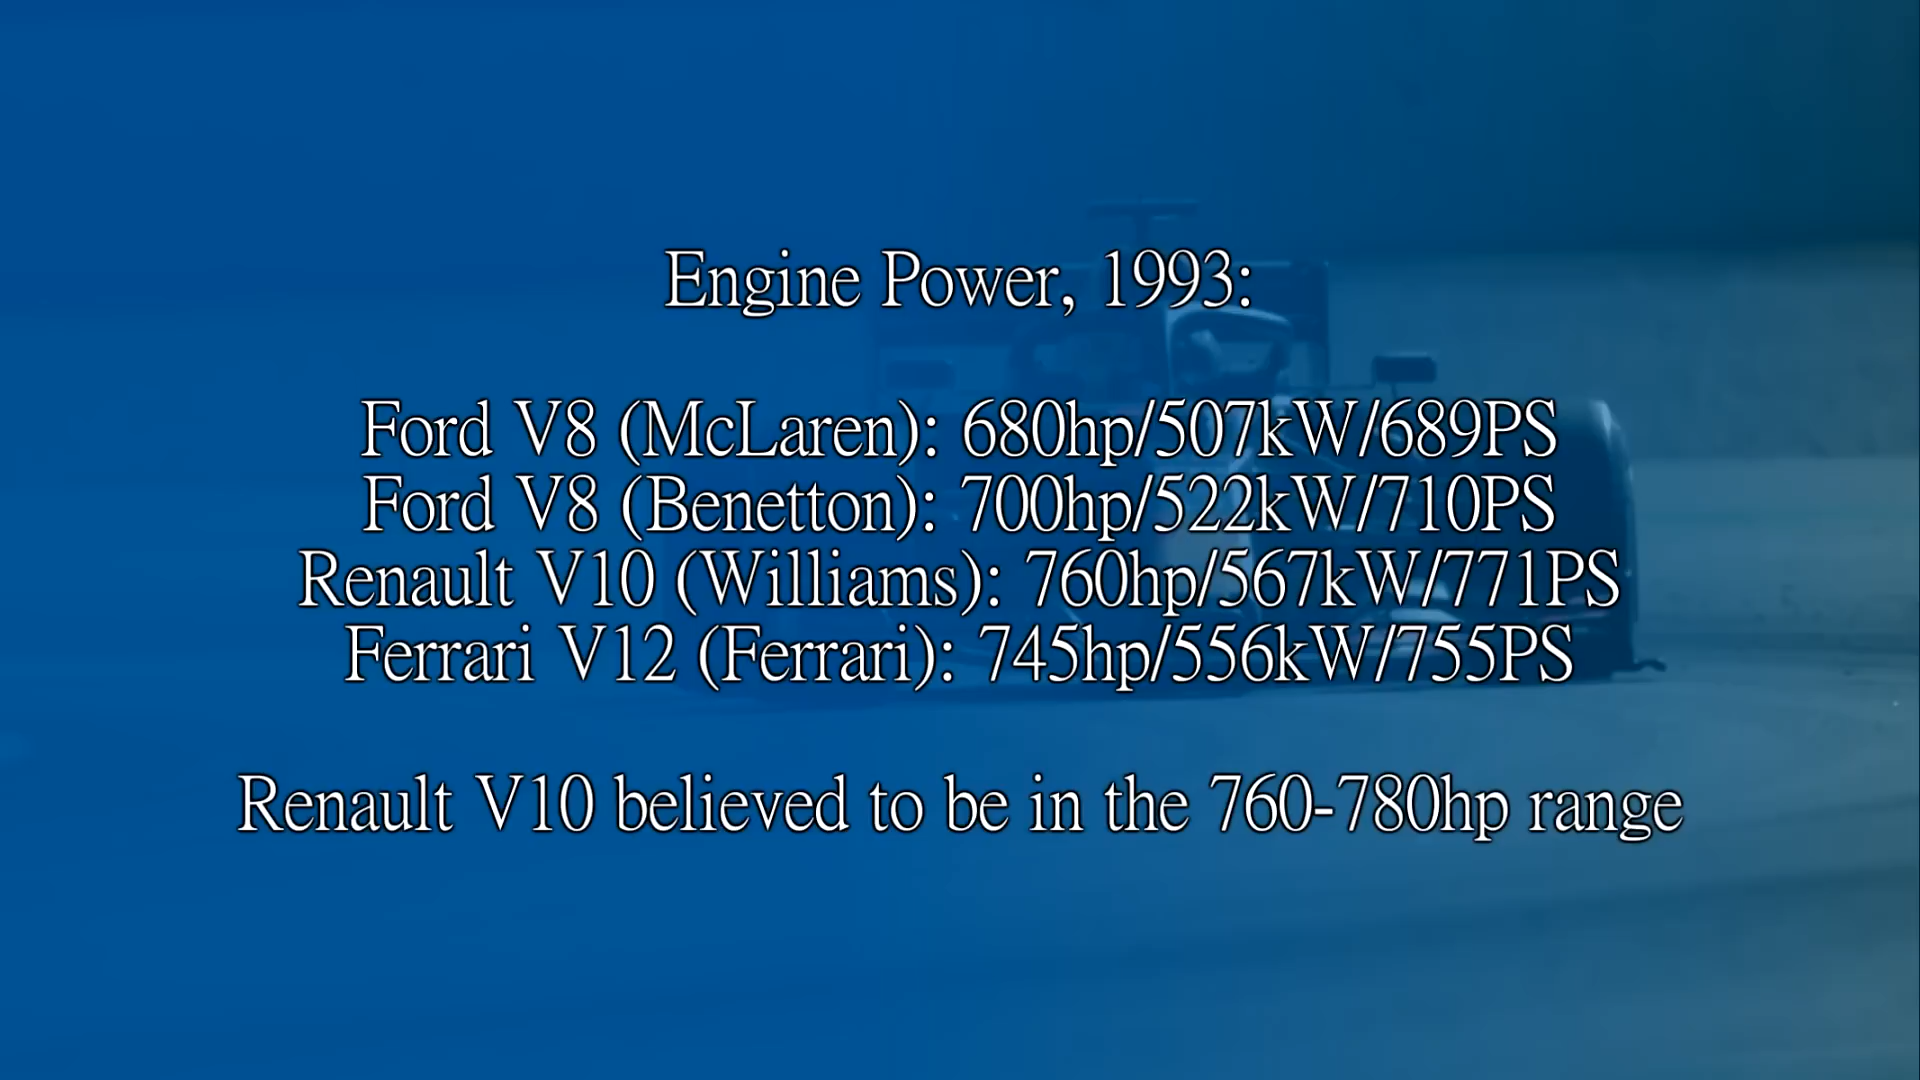 Engine Power, 1993:
Ford V8 (McLaren): 680hp/507kW/689PS
Ford V8 (Benetton): 700hp/522kW/710PS
Renault V10 (Williams): 760hp/567kW/771PS
Ferrari V12 (Ferrari): 745hp/556kW/755PS
Renault V10 believed to be in the 760-780hp range